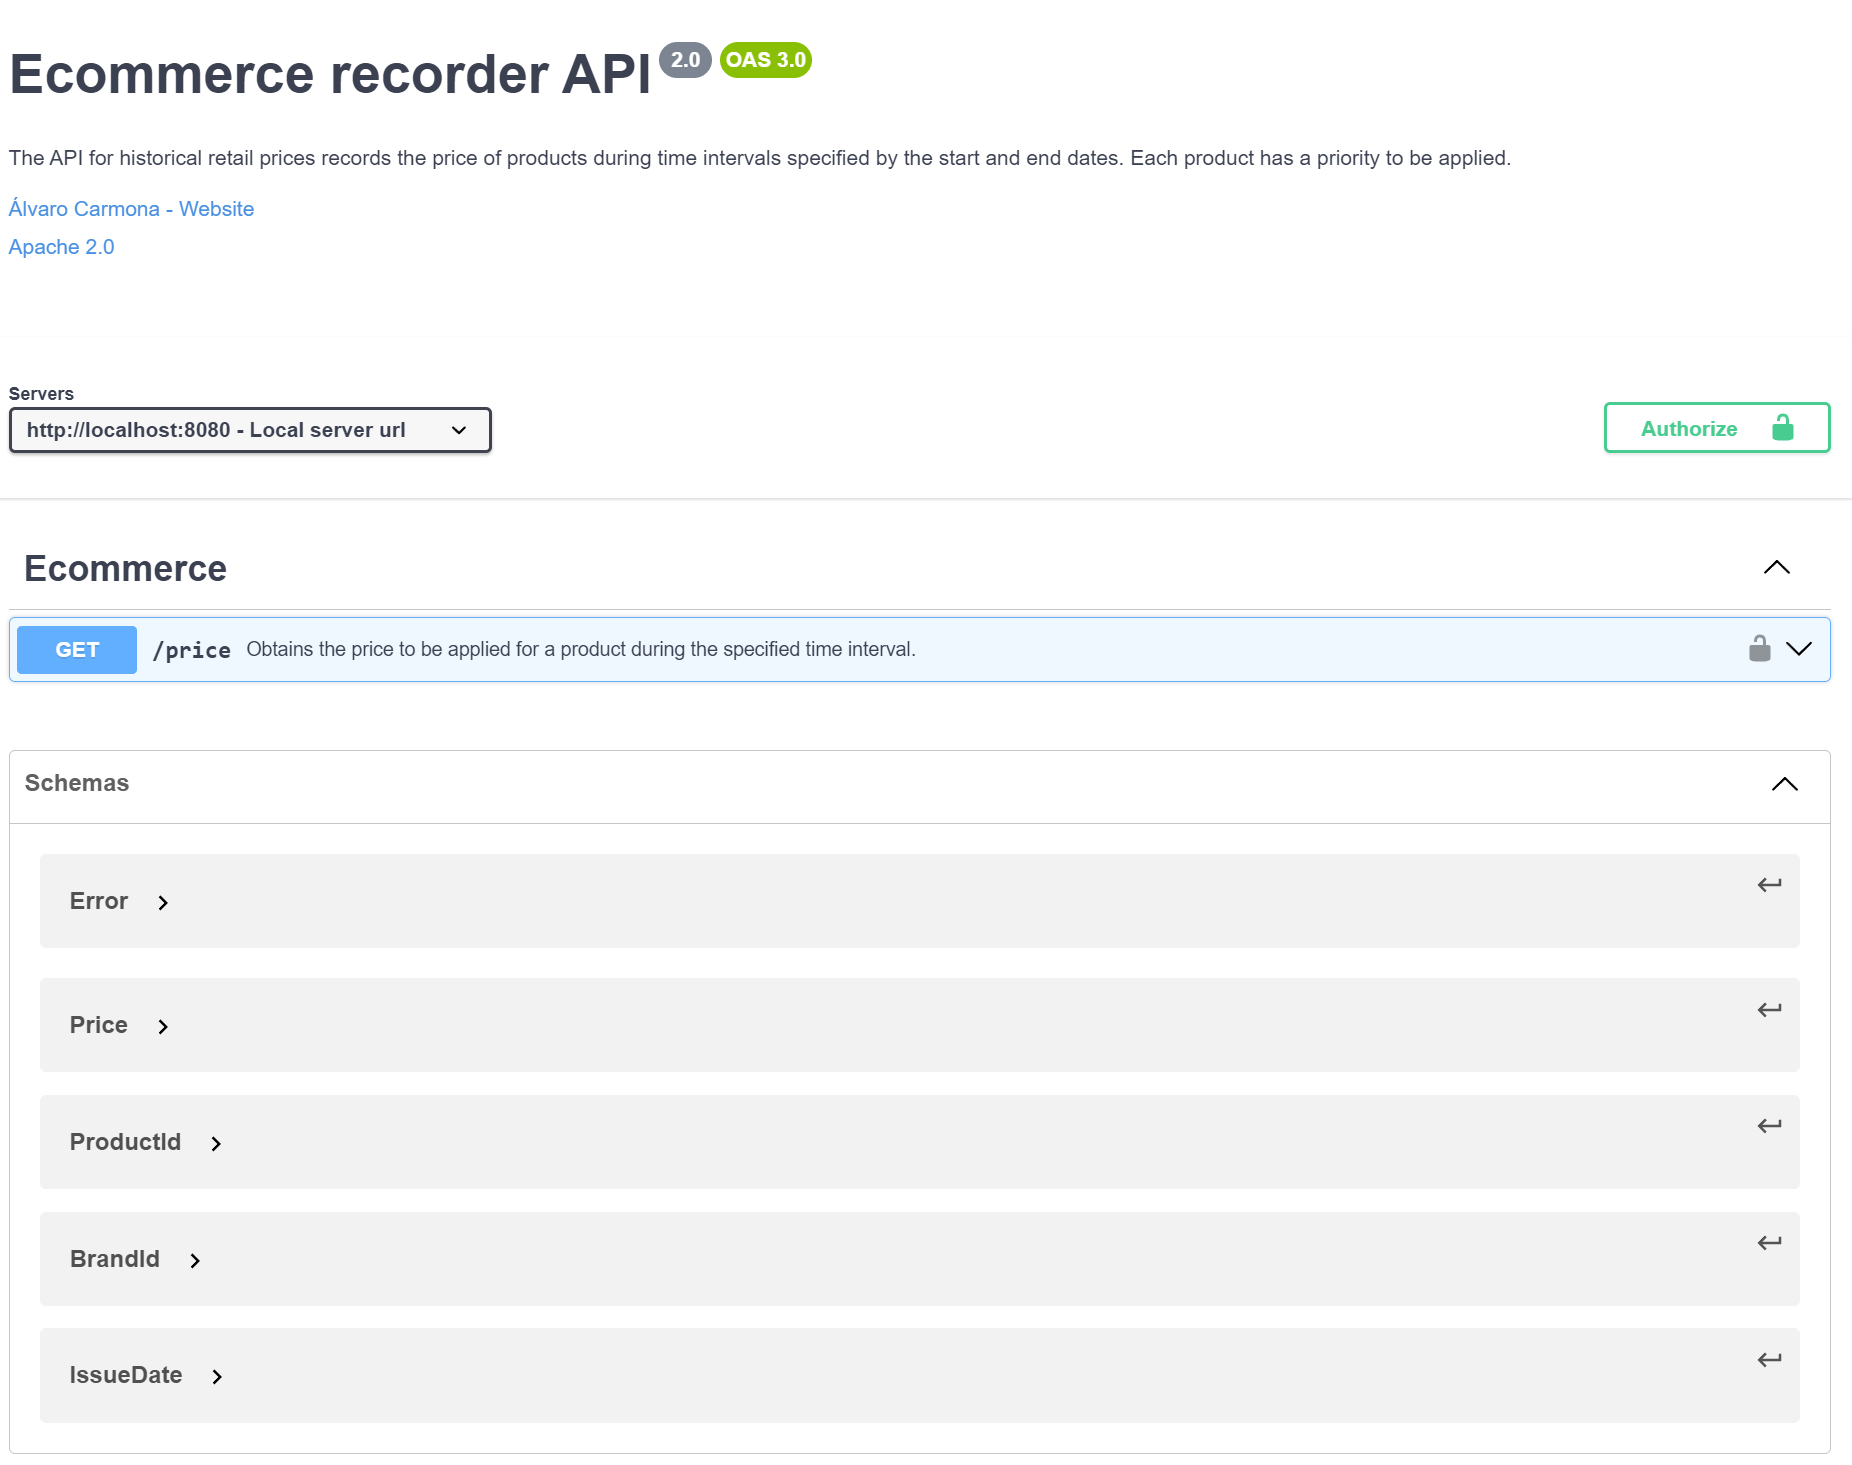 Ecommerce recorder API 2.0 OAS 3.0
The API for historical retail prices records the price of products during time intervals specified by the start and end dates. Each product has a priority to be applied.
Álvaro Carmona - Website
Apache 2.0
Servers
http://localhost:8080 - Local server url
Authorize
Ecommerce
GET /price Obtains the price to be applied for a product during the specified time interval.
Schemas
Error
Price
ProductId
BrandId
IssueDate